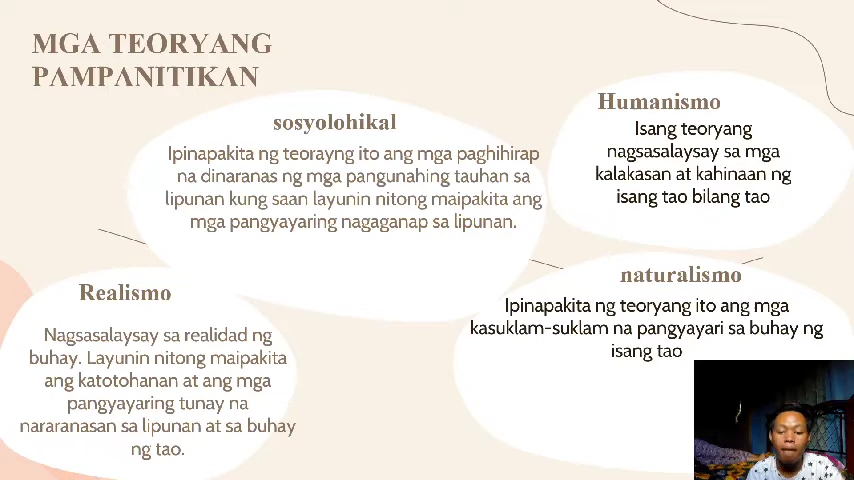 MGA TEORYANG
PAMPANITIKAN
sosyolohikal
Ipinapakita ng teorayng ito ang mga paghihirap
na dinaranas ng mga pangunahing tauhan sa
lipunan kung saan layunin nitong maipakita ang
mga pangyayaring nagaganap sa lipunan.
Humanismo
Isang teoryang
nagsasalaysay sa mga
kalakasan at kahinaan ng
isang tao bilang tao
Realismo
Nagsasalaysay sa realidad ng
buhay. Layunin nitong maipakita
ang katotohanan at ang mga
pangyayaring tunay na
nararanasan sa lipunan at sa buhay
ng tao.
naturalismo
Ipinapakita ng teoryang ito ang mga
kasuklam-suklam na pangyayari sa buhay ng
isang tao